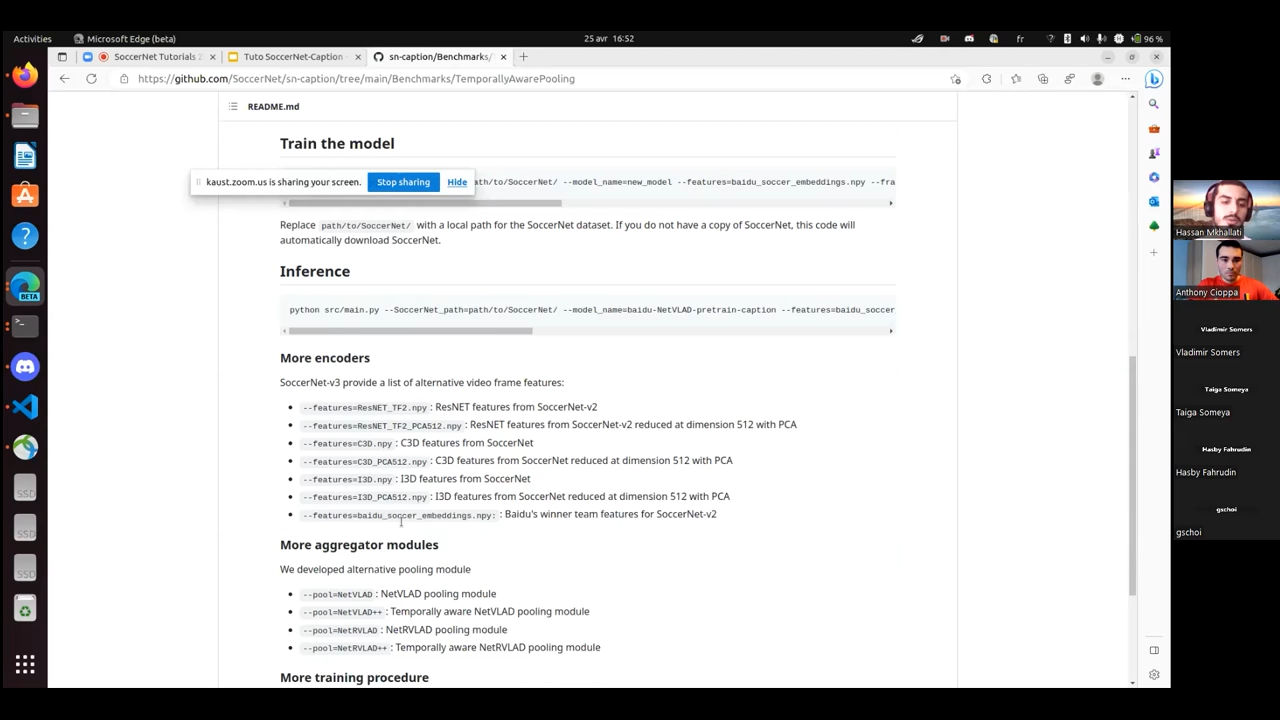 Activities
Microsoft Edge (beta)
25 avr 16:52
fr
96 %
SoccerNet Tutorials 2
Tuto SoccerNet-Caption
sn-caption/Benchmarks/
https://github.com/SoccerNet/sn-caption/tree/main/Benchmarks/TemporallyAwarePooling
README.md
Train the model
kaust.zoom.us is sharing your screen.
Stop sharing
Hide
ath/to/SoccerNet/ --model_name=new_model --features=baidu_soccer_embeddings.npy --fra
Replace path/to/SoccerNet/ with a local path for the SoccerNet dataset. If you do not have a copy of SoccerNet, this code will
automatically download SoccerNet.
Inference
python src/main.py --SoccerNet_path=path/to/SoccerNet/ --model_name=baidu-NetVLAD-pretrain-caption --features=baidu_soccer
More encoders
SoccerNet-v3 provide a list of alternative video frame features:
• --features=ResNET_TF2.npy : ResNET features from SoccerNet-v2
• --features=ResNET_TF2_PCA512.npy : ResNET features from SoccerNet-v2 reduced at dimension 512 with PCA
• --features=C3D.npy : C3D features from SoccerNet
• --features=C3D_PCA512.npy : C3D features from SoccerNet reduced at dimension 512 with PCA
• --features=I3D.npy : I3D features from SoccerNet
• --features=I3D_PCA512.npy : I3D features from SoccerNet reduced at dimension 512 with PCA
• --features=baidu_soccer_embeddings.npy: : Baidu's winner team features for SoccerNet-v2
More aggregator modules
We developed alternative pooling module
• --pool=NetVLAD : NetVLAD pooling module
• --pool=NetVLAD++ : Temporally aware NetVLAD pooling module
• --pool=NetRVLAD : NetRVLAD pooling module
• --pool=NetRVLAD++ : Temporally aware NetRVLAD pooling module
More training procedure
BETA
SSD
SSD
SSD
Hassan Mkhallati
Anthony Cioppa
Vladimir Somers
Vladimir Somers
Taiga Someya
Taiga Someya
Hasby Fahrudin
Hasby Fahrudin
gschoi
gschoi